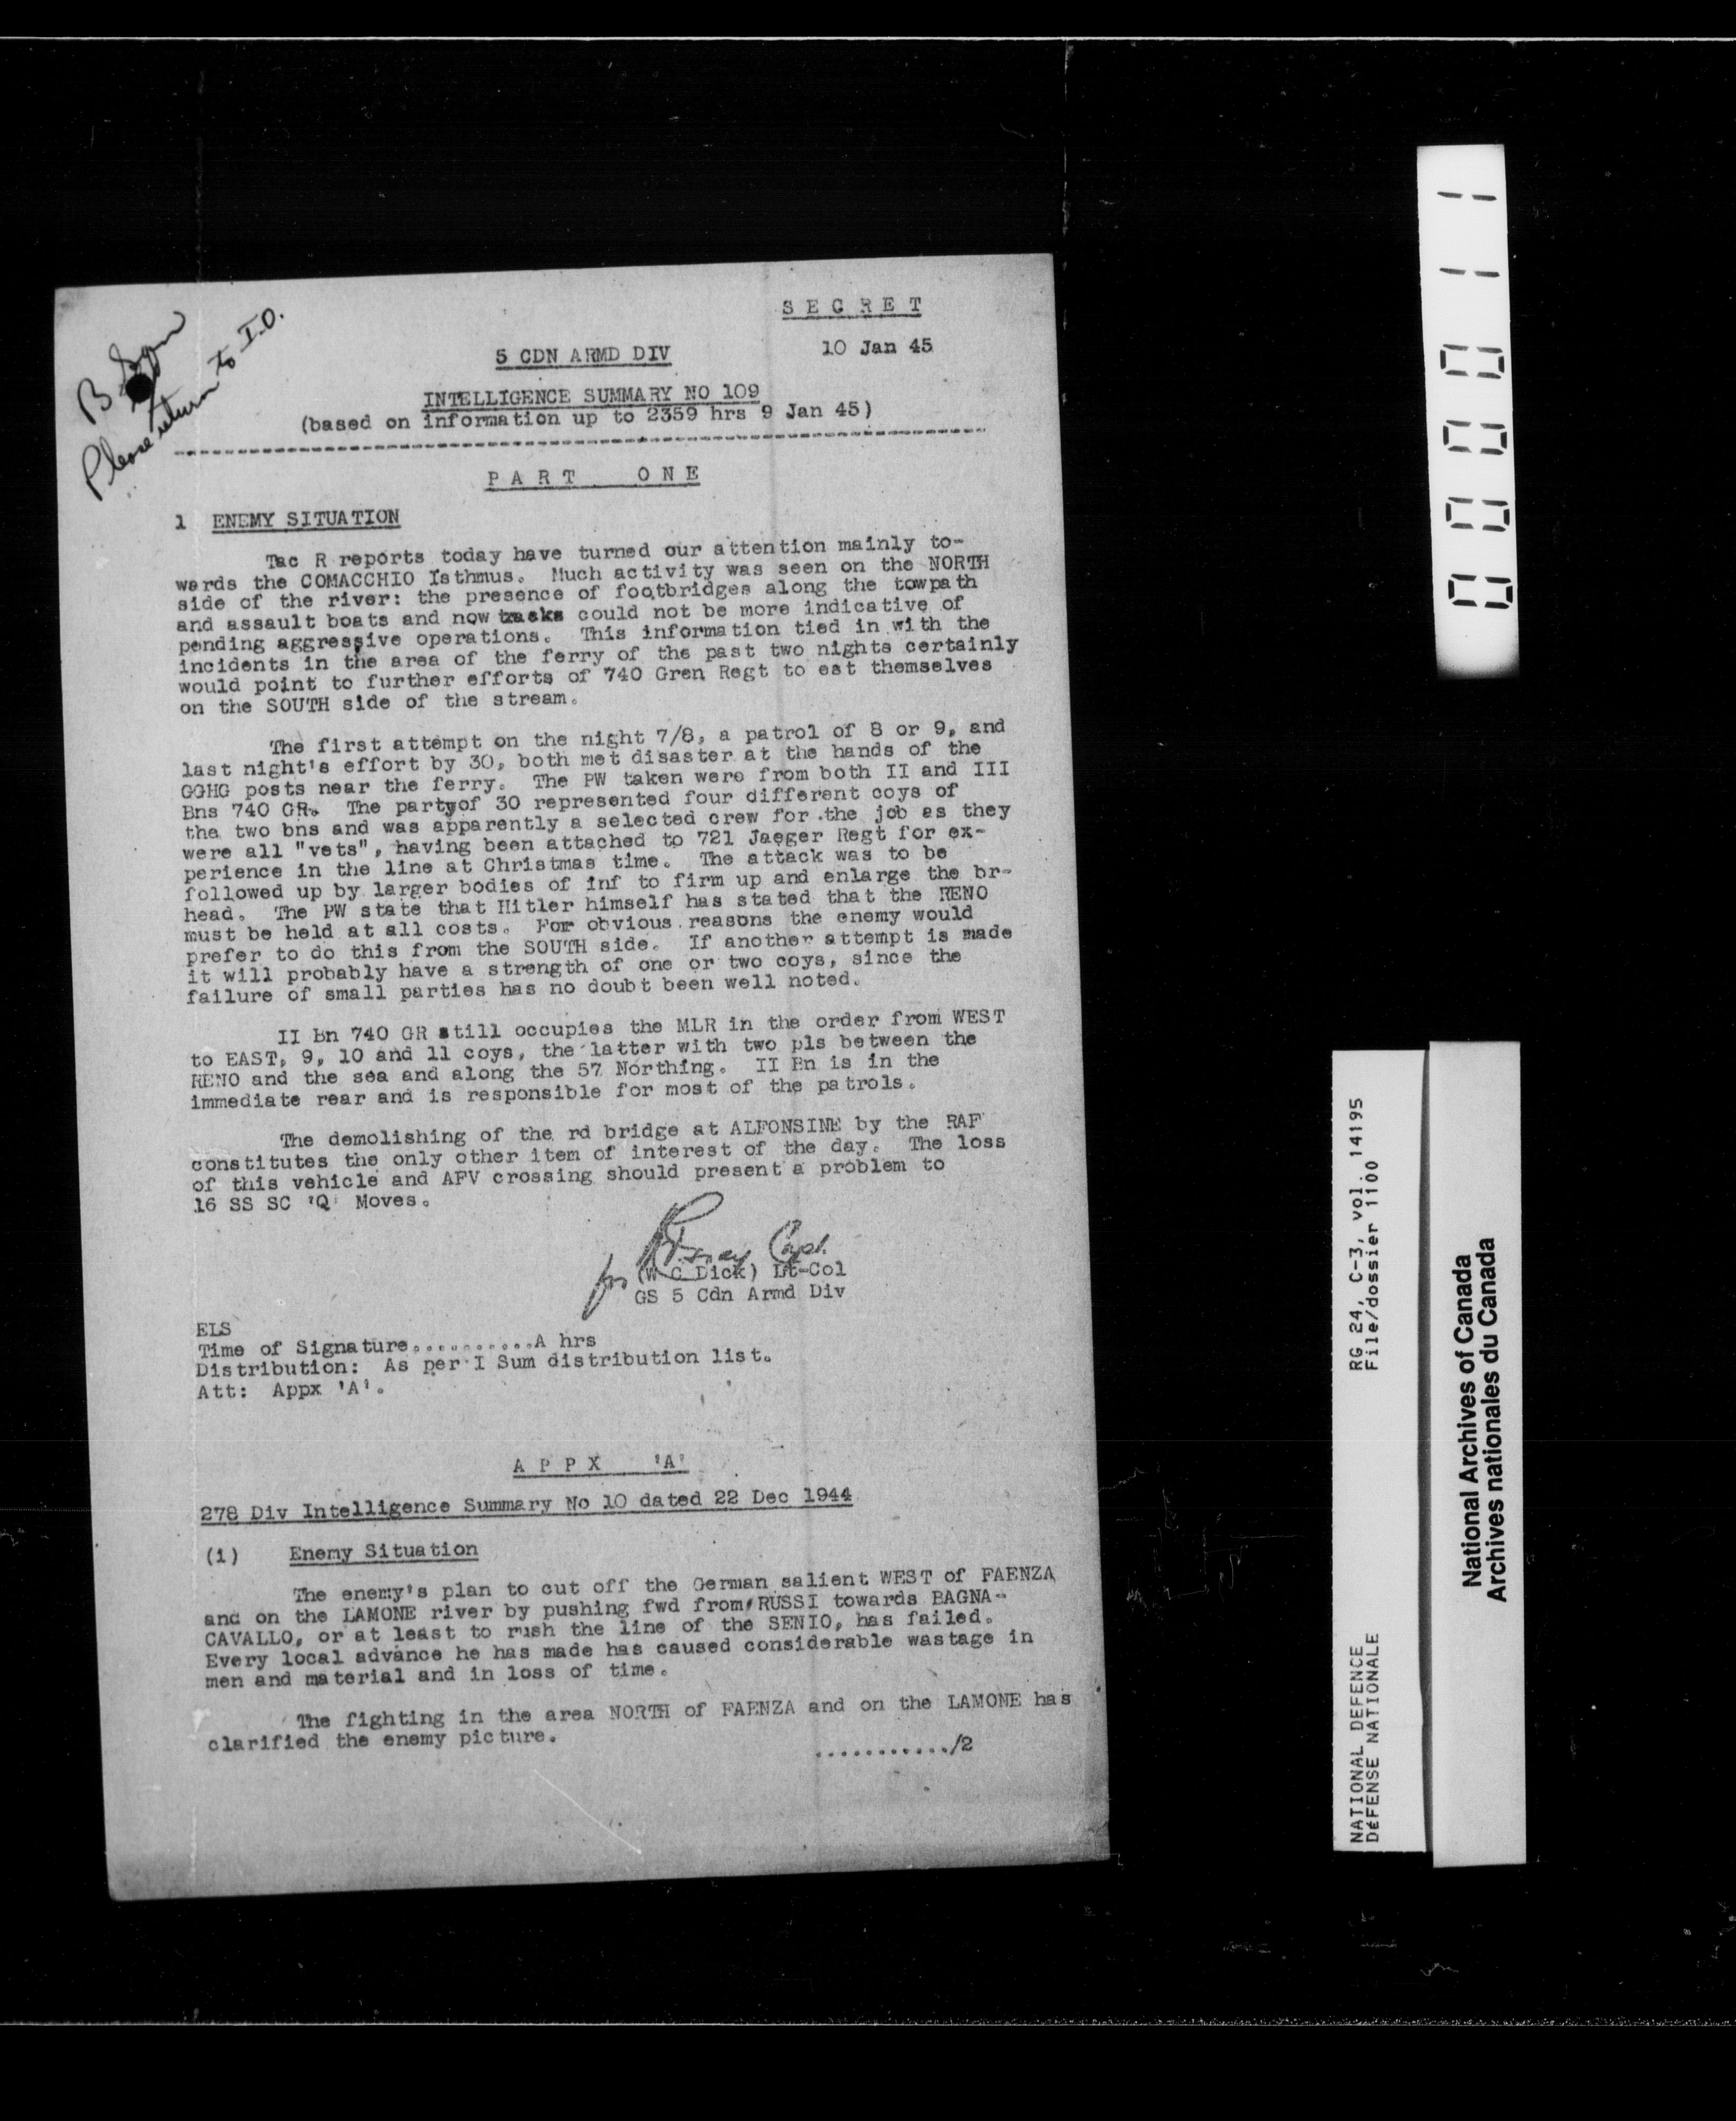 S E C R E T
5 CDN ARMD DIV
10 Jan 45
INTELLIGENCE SUMMARY NO 109
(based on information up to 2359 hrs 9 Jan 45)
B
Please return to I.O.
P A R T   O N E
1 ENEMY SITUATION
Tac R reports today have turned our attention mainly to-
wards the COMACCHIO Isthmus. Much activity was seen on the NORTH
side of the river: the presence of footbridges along the towpath
and assault boats and now tracks could not be more indicative of
pending aggressive operations. This information tied in with the
incidents in the area of the ferry of the past two nights certainly
would point to further efforts of 740 Gren Regt to est themselves
on the SOUTH side of the stream.
The first attempt on the night 7/8, a patrol of 8 or 9, and
last night's effort by 30, both met disaster at the hands of the
GGHG posts near the ferry. The PW taken were from both II and III
Bns 740 GR. The partyof 30 represented four different coys of
the two bns and was apparently a selected crew for the job as they
were all "vets", having been attached to 721 Jaeger Regt for ex-
perience in the line at Christmas time. The attack was to be
followed up by larger bodies of inf to firm up and enlarge the br-
head. The PW state that Hitler himself has stated that the RENO
must be held at all costs. For obvious reasons the enemy would
prefer to do this from the SOUTH side. If another attempt is made
it will probably have a strength of one or two coys, since the
failure of small parties has no doubt been well noted.
II Bn 740 GR still occupies the MLR in the order from WEST
to EAST, 9, 10 and 11 coys, the latter with two pls between the
RENO and the sea and along the 57 Northing. II Bn is in the
immediate rear and is responsible for most of the patrols.
The demolishing of the rd bridge at ALFONSINE by the RAF
constitutes the only other item of interest of the day. The loss
of this vehicle and AFV crossing should present a problem to
16 SS SC 'Q' Moves.
Capt.
for (W C Dick) Lt-Col
GS 5 Cdn Armd Div
ELS
Time of Signature...........A hrs
Distribution: As per I Sum distribution list.
Att: Appx 'A'.
A P P X   'A'
278 Div Intelligence Summary No 10 dated 22 Dec 1944
(i) Enemy Situation
The enemy's plan to cut off the German salient WEST of FAENZA
and on the LAMONE river by pushing fwd from RUSSI towards BAGNA-
CAVALLO, or at least to rush the line of the SENIO, has failed.
Every local advance he has made has caused considerable wastage in
men and material and in loss of time.
The fighting in the area NORTH of FAENZA and on the LAMONE has
clarified the enemy picture.
.........../2
000011
NATIONAL DEFENCE RG 24, C-3, vol. 14195
DéFENSE NATIONALE File/dossier 1100
National Archives of Canada
Archives nationales du Canada